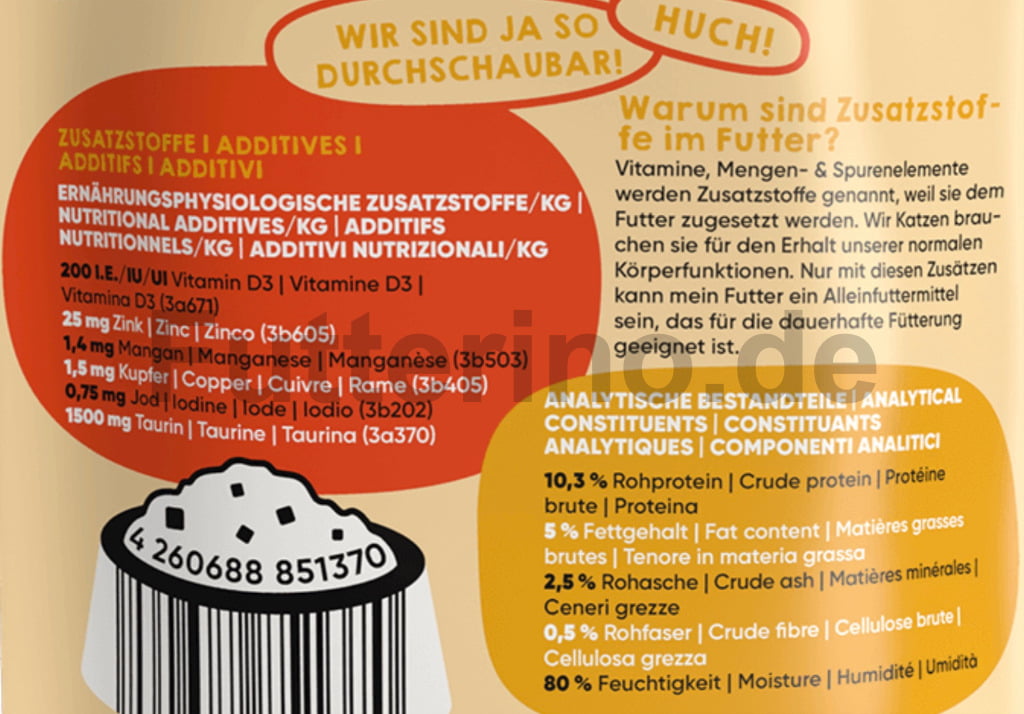 WIR SIND JA SO
DURCHSCHAUBAR!
HUCH!
ZUSATZSTOFFE I ADDITIVES I
ADDITIFS I ADDITIVI
ERNÄHRUNGSPHYSIOLOGISCHE ZUSATZSTOFFE/KG |
NUTRITIONAL ADDITIVES/KG | ADDITIFS
NUTRITIONNELS/KG | ADDITIVI NUTRIZIONALI/KG
200 I.E./IU/UI Vitamin D3 | Vitamine D3 |
Vitamina D3 (3a671)
25 mg Zink | Zinc | Zinco (3b605)
1,4 mg Mangan | Manganese | Manganèse (3b503)
1,5 mg Kupfer | Copper | Cuivre | Rame (3b405)
0,75 mg Jod | Iodine | Iode | Iodio (3b202)
1500 mg Taurin | Taurine | Taurina (3a370)
Warum sind Zusatzstof-
fe im Futter?
Vitamine, Mengen- & Spurenelemente
werden Zusatzstoffe genannt, weil sie dem
Futter zugesetzt werden. Wir Katzen brau-
chen sie für den Erhalt unserer normalen
Körperfunktionen. Nur mit diesen Zusätzen
kann mein Futter ein Alleinfuttermittel
sein, das für die dauerhafte Fütterung
geeignet ist.
futterino.de
ANALYTISCHE BESTANDTEILE | ANALYTICAL
CONSTITUENTS | CONSTITUANTS
ANALYTIQUES | COMPONENTI ANALITICI
10,3 % Rohprotein | Crude protein | Protéine
brute | Proteina
5 % Fettgehalt | Fat content | Matières grasses
brutes | Tenore in materia grassa
2,5 % Rohasche | Crude ash | Matières minérales |
Ceneri grezze
0,5 % Rohfaser | Crude fibre | Cellulose brute |
Cellulosa grezza
80 % Feuchtigkeit | Moisture | Humidité | Umidità
4 260688 851370